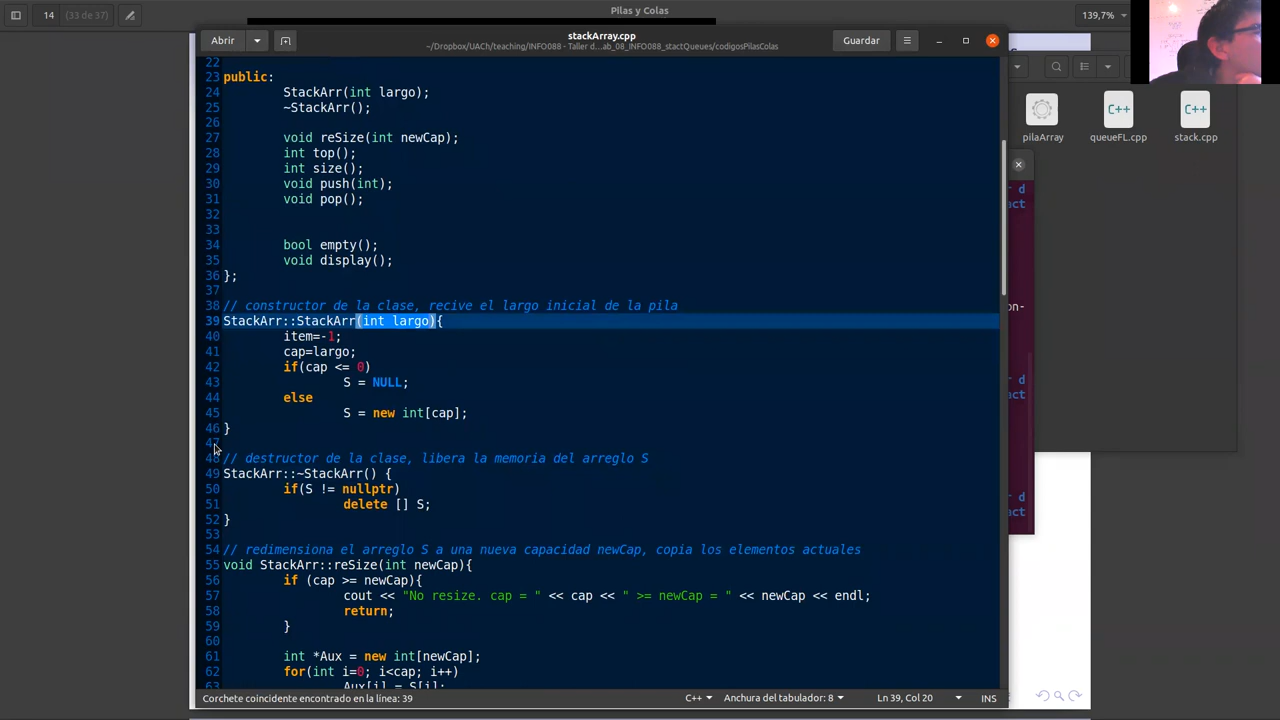 14 (33 de 37)
Pilas y Colas
139,7%
Abrir
stackArray.cpp
~/Dropbox/UACh/teaching/INFO088 - Taller d…ab_08_INFO088_stactQueues/codigosPilasColas
Guardar
22
23 public:
24 StackArr(int largo);
25 ~StackArr();
26
27 void reSize(int newCap);
28 int top();
29 int size();
30 void push(int);
31 void pop();
32
33
34 bool empty();
35 void display();
36 };
37
38 // constructor de la clase, recive el largo inicial de la pila
39 StackArr::StackArr(int largo){
40 item=-1;
41 cap=largo;
42 if(cap <= 0)
43 S = NULL;
44 else
45 S = new int[cap];
46 }
47
48 // destructor de la clase, libera la memoria del arreglo S
49 StackArr::~StackArr() {
50 if(S != nullptr)
51 delete [] S;
52 }
53
54 // redimensiona el arreglo S a una nueva capacidad newCap, copia los elementos actuales
55 void StackArr::reSize(int newCap){
56 if (cap >= newCap){
57 cout << "No resize. cap = " << cap << " >= newCap = " << newCap << endl;
58 return;
59 }
60
61 int *Aux = new int[newCap];
62 for(int i=0; i<cap; i++)
63 Aux[i] = S[i];
Corchete coincidente encontrado en la línea: 39
C++
Anchura del tabulador: 8
Ln 39, Col 20
INS
C++
C++
pilaArray
queueFL.cpp
stack.cpp
r d
act
on-
r d
act
r d
act